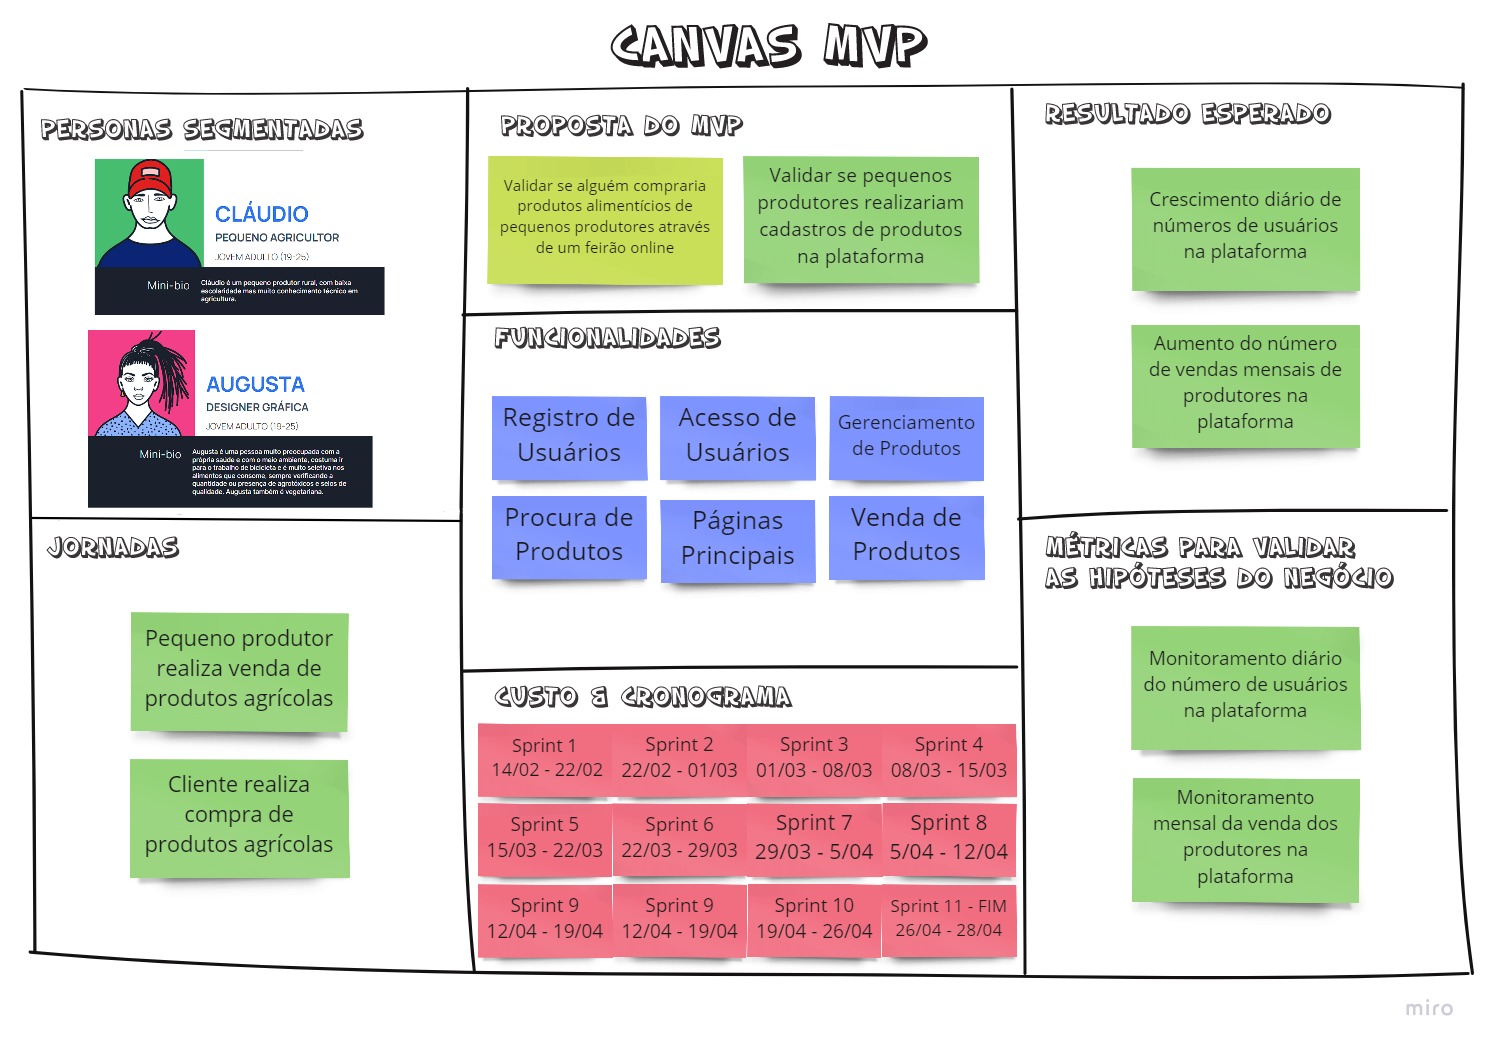 CANVAS MVP
PERSONAS SEGMENTADAS
CLÁUDIO
PEQUENO AGRICULTOR
JOVEM ADULTO (19-25)
Mini-bio
Cláudio é um pequeno produtor rural, com baixa
escolaridade mas muito conhecimento técnico em
agricultura.
AUGUSTA
DESIGNER GRÁFICA
JOVEM ADULTO (19-25)
Mini-bio
Augusta é uma pessoa muito preocupada com a
própria saúde e com o meio ambiente, costuma ir
para o trabalho de bicicleta e é muito seletiva nos
alimentos que consome, sempre verificando a
quantidade ou presença de agrotóxicos e selos de
qualidade. Augusta também é vegetariana.
JORNADAS
Pequeno produtor
realiza venda de
produtos agrícolas
Cliente realiza
compra de
produtos agrícolas
PROPOSTA DO MVP
Validar se alguém compraria
produtos alimentícios de
pequenos produtores através
de um feirão online
Validar se pequenos
produtores realizariam
cadastros de produtos
na plataforma
FUNCIONALIDADES
Registro de
Usuários
Acesso de
Usuários
Gerenciamento
de Produtos
Procura de
Produtos
Páginas
Principais
Venda de
Produtos
CUSTO & CRONOGRAMA
Sprint 1
14/02 - 22/02
Sprint 2
22/02 - 01/03
Sprint 3
01/03 - 08/03
Sprint 4
08/03 - 15/03
Sprint 5
15/03 - 22/03
Sprint 6
22/03 - 29/03
Sprint 7
29/03 - 5/04
Sprint 8
5/04 - 12/04
Sprint 9
12/04 - 19/04
Sprint 9
12/04 - 19/04
Sprint 10
19/04 - 26/04
Sprint 11 - FIM
26/04 - 28/04
RESULTADO ESPERADO
Crescimento diário de
números de usuários
na plataforma
Aumento do número
de vendas mensais de
produtores na
plataforma
MÉTRICAS PARA VALIDAR
AS HIPÓTESES DO NEGÓCIO
Monitoramento diário
do número de usuários
na plataforma
Monitoramento
mensal da venda dos
produtores na
plataforma
miro